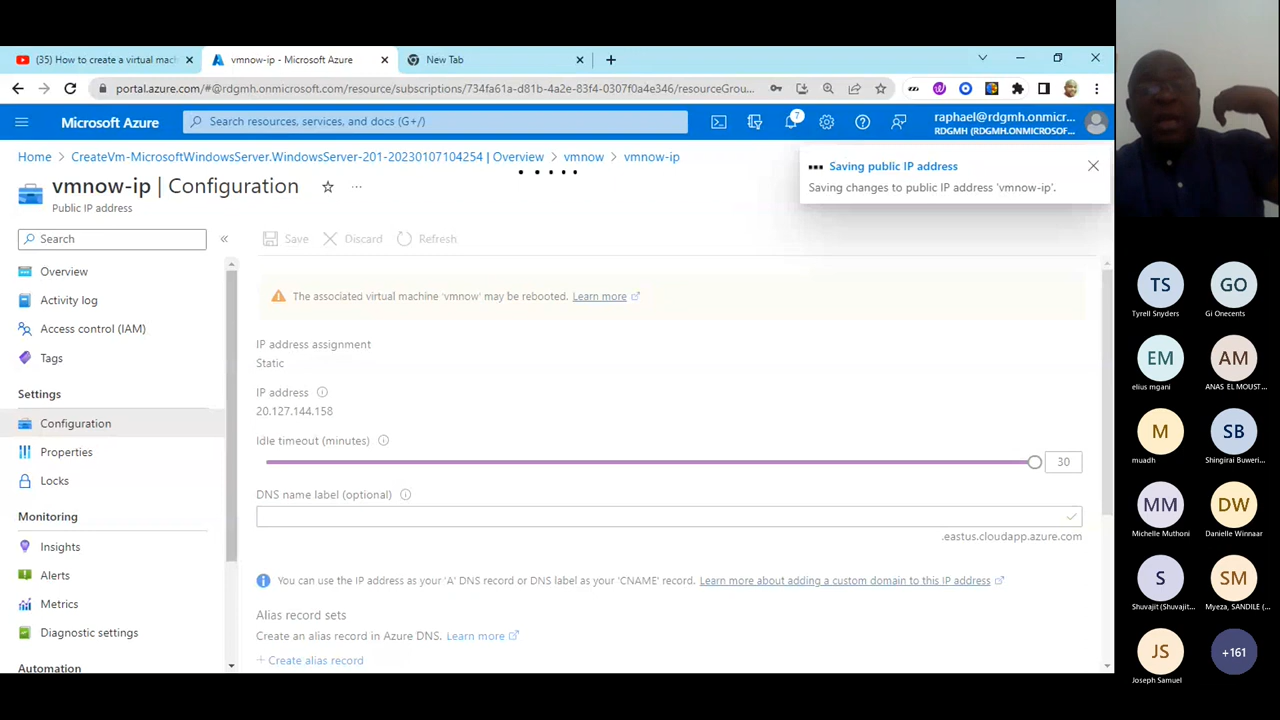 (35) How to create a virtual mach
vmnow-ip - Microsoft Azure
New Tab
portal.azure.com/#@rdgmh.onmicrosoft.com/resource/subscriptions/734fa61a-d81b-4a2e-83f4-0307f0a4e346/resourceGrou...
Microsoft Azure
Search resources, services, and docs (G+/)
7
raphael@rdgmh.onmicr...
RDGMH (RDGMH.ONMICROSOF...
Home
CreateVm-MicrosoftWindowsServer.WindowsServer-201-20230107104254 | Overview
vmnow
vmnow-ip
vmnow-ip | Configuration
Public IP address
Saving public IP address
Saving changes to public IP address 'vmnow-ip'.
Search
Save
Discard
Refresh
Overview
Activity log
Access control (IAM)
Tags
Settings
Configuration
Properties
Locks
Monitoring
Insights
Alerts
Metrics
Diagnostic settings
Automation
The associated virtual machine 'vmnow' may be rebooted. Learn more
IP address assignment
Static
IP address
20.127.144.158
Idle timeout (minutes)
30
DNS name label (optional)
.eastus.cloudapp.azure.com
You can use the IP address as your 'A' DNS record or DNS label as your 'CNAME' record. Learn more about adding a custom domain to this IP address
Alias record sets
Create an alias record in Azure DNS. Learn more
+ Create alias record
TS
Tyrell Snyders
GO
Gi Onecents
EM
elius mgani
AM
ANAS EL MOUST...
M
muadh
SB
Shingirai Buweri...
MM
Michelle Muthoni
DW
Danielle Winnaar
S
Shuvajit (Shuvajit...
SM
Myeza, SANDILE (...
JS
Joseph Samuel
+161